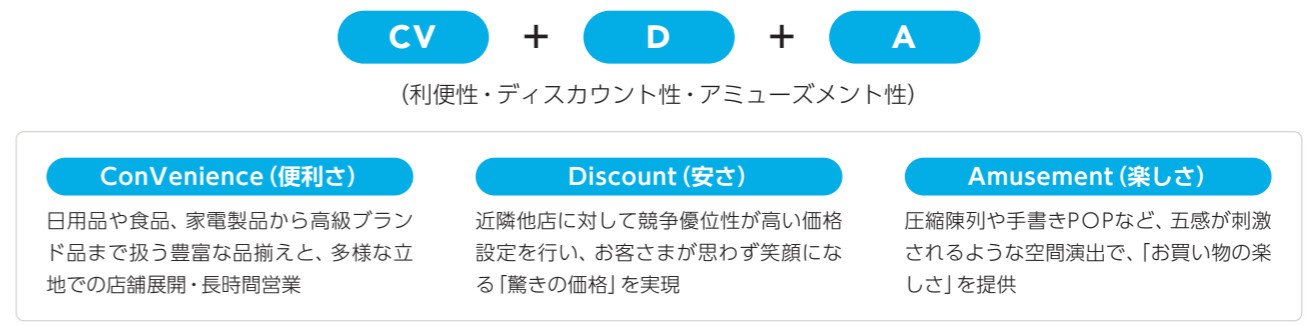 CV + D + A
（利便性・ディスカウント性・アミューズメント性）
ConVenience（便利さ）
日用品や食品、家電製品から高級ブラン
ド品まで扱う豊富な品揃えと、多様な立
地での店舗展開・長時間営業
Discount（安さ）
近隣他店に対して競争優位性が高い価格
設定を行い、お客さまが思わず笑顔にな
る「驚きの価格」を実現
Amusement（楽しさ）
圧縮陳列や手書きPOPなど、五感が刺激
されるような空間演出で、「お買い物の楽
しさ」を提供